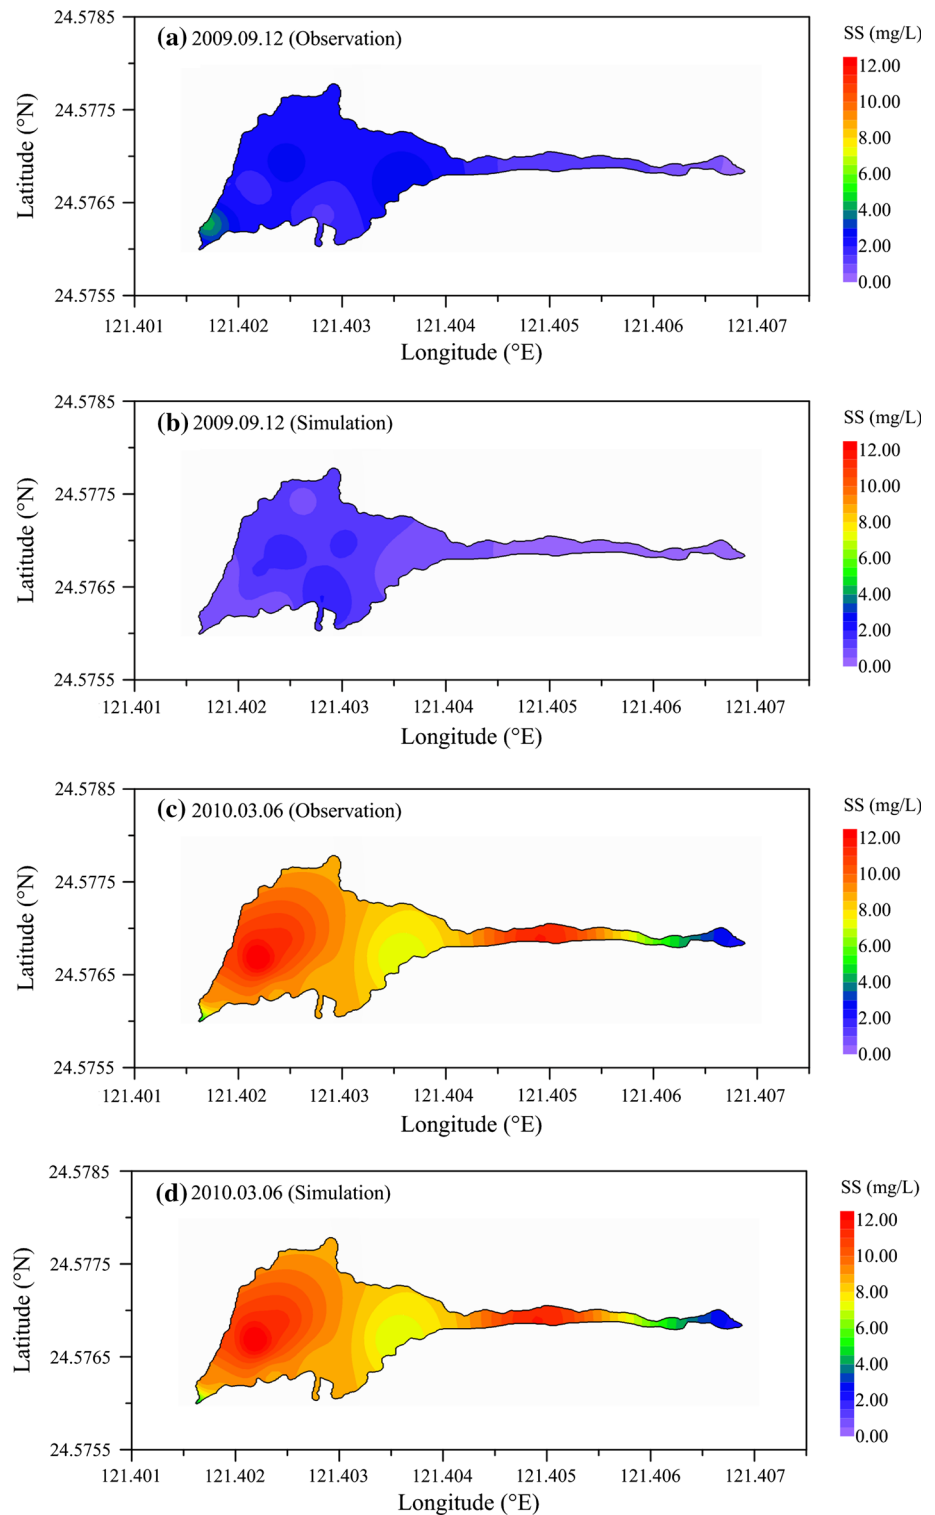 (a) 2009.09.12 (Observation)
SS (mg/L)
24.5785
24.5775
24.5765
24.5755
Latitude (°N)
12.00
10.00
8.00
6.00
4.00
2.00
0.00
121.401 121.402 121.403 121.404 121.405 121.406 121.407
Longitude (°E)
(b) 2009.09.12 (Simulation)
SS (mg/L)
24.5785
24.5775
24.5765
24.5755
Latitude (°N)
12.00
10.00
8.00
6.00
4.00
2.00
0.00
121.401 121.402 121.403 121.404 121.405 121.406 121.407
Longitude (°E)
(c) 2010.03.06 (Observation)
SS (mg/L)
24.5785
24.5775
24.5765
24.5755
Latitude (°N)
12.00
10.00
8.00
6.00
4.00
2.00
0.00
121.401 121.402 121.403 121.404 121.405 121.406 121.407
Longitude (°E)
(d) 2010.03.06 (Simulation)
SS (mg/L)
24.5785
24.5775
24.5765
24.5755
Latitude (°N)
12.00
10.00
8.00
6.00
4.00
2.00
0.00
121.401 121.402 121.403 121.404 121.405 121.406 121.407
Longitude (°E)